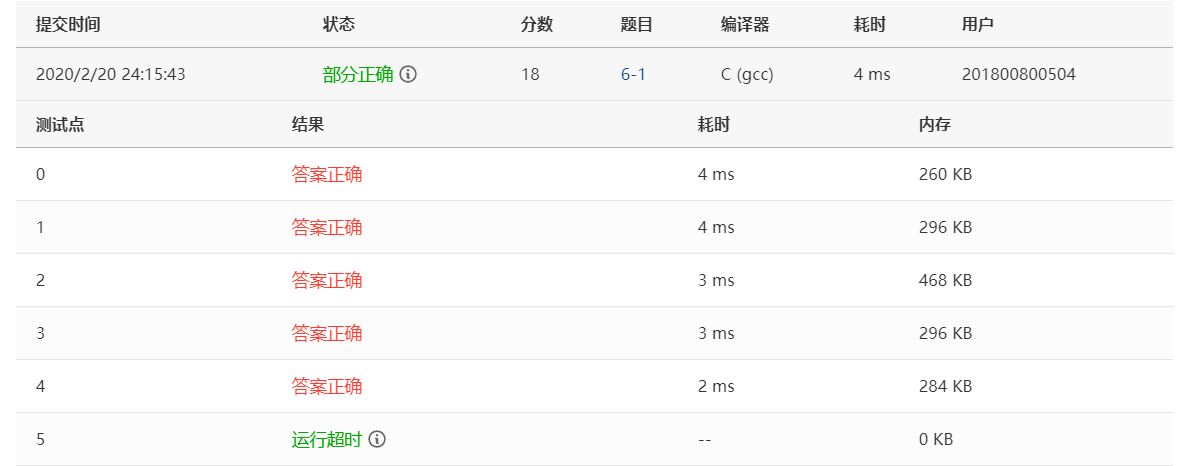 提交时间 状态 分数 题目 编译器 耗时 用户
2020/2/20 24:15:43 部分正确 18 6-1 C (gcc) 4 ms 201800800504
测试点 结果 耗时 内存
0 答案正确 4 ms 260 KB
1 答案正确 4 ms 296 KB
2 答案正确 3 ms 468 KB
3 答案正确 3 ms 296 KB
4 答案正确 2 ms 284 KB
5 运行超时 -- 0 KB